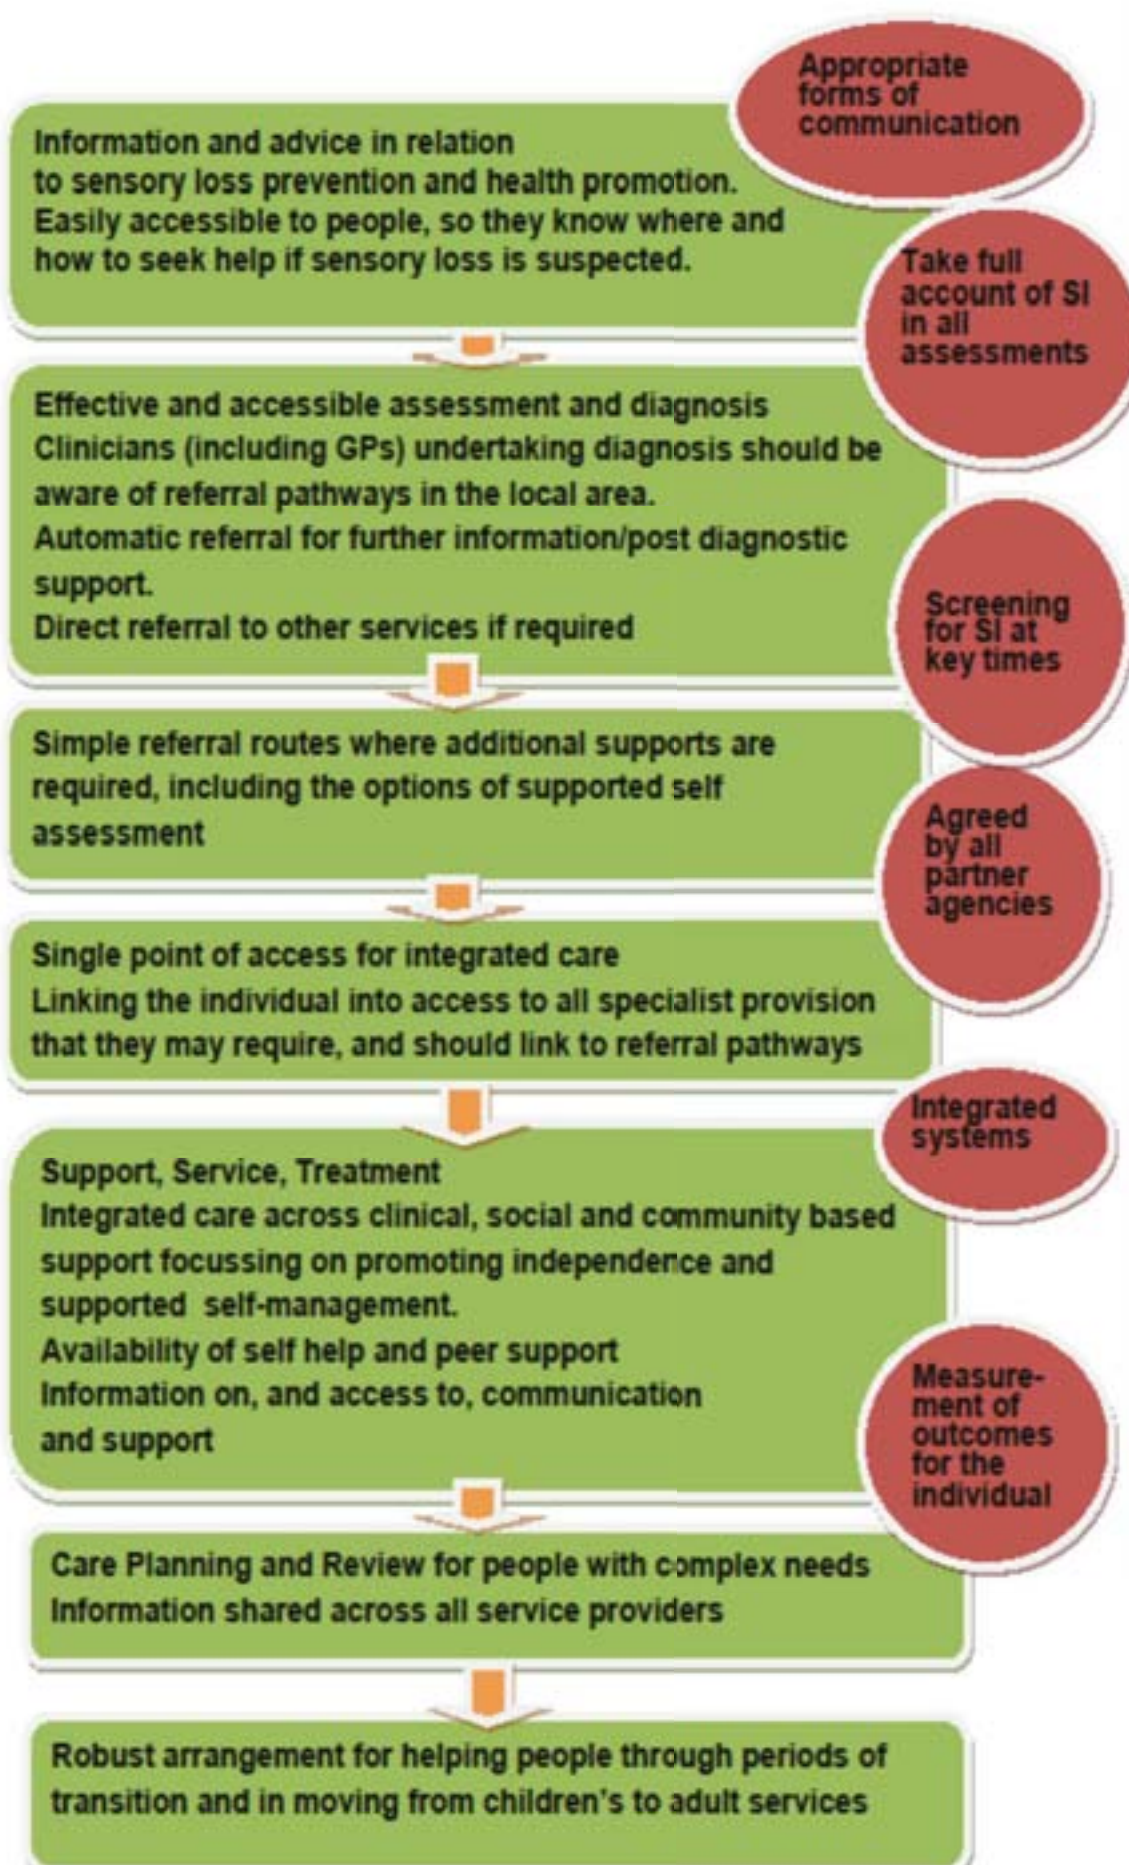 Appropriate
forms of
communication
Information and advice in relation
to sensory loss prevention and health promotion.
Easily accessible to people, so they know where and
how to seek help if sensory loss is suspected.
Take full
account of SI
in all
assessments
Effective and accessible assessment and diagnosis
Clinicians (including GPs) undertaking diagnosis should be
aware of referral pathways in the local area.
Automatic referral for further information/post diagnostic
support.
Direct referral to other services if required
Screening
for SI at
key times
Simple referral routes where additional supports are
required, including the options of supported self
assessment
Agreed
by all
partner
agencies
Single point of access for integrated care
Linking the individual into access to all specialist provision
that they may require, and should link to referral pathways
Integrated
systems
Support, Service, Treatment
Integrated care across clinical, social and community based
support focussing on promoting independence and
supported self-management.
Availability of self help and peer support
Information on, and access to, communication
and support
Measure-
ment of
outcomes
for the
individual
Care Planning and Review for people with complex needs
Information shared across all service providers
Robust arrangement for helping people through periods of
transition and in moving from children's to adult services